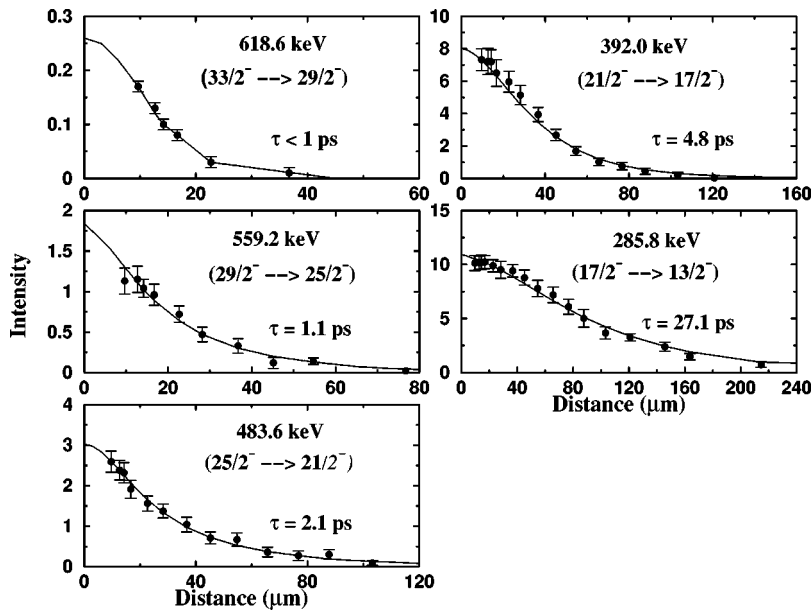 Intensity
0.3
0.2
0.1
0
0
20
40
60
618.6 keV
(33/2⁻ --> 29/2⁻)
τ < 1 ps
10
8
6
4
2
0
0
40
80
120
160
392.0 keV
(21/2⁻ --> 17/2⁻)
τ = 4.8 ps
2
1.5
1
0.5
0
0
20
40
60
80
559.2 keV
(29/2⁻ --> 25/2⁻)
τ = 1.1 ps
15
10
5
0
0
40
80
120
160
200
240
285.8 keV
(17/2⁻ --> 13/2⁻)
τ = 27.1 ps
Distance (μm)
4
3
2
1
0
0
40
80
120
483.6 keV
(25/2⁻ --> 21/2⁻)
τ = 2.1 ps
Distance (μm)